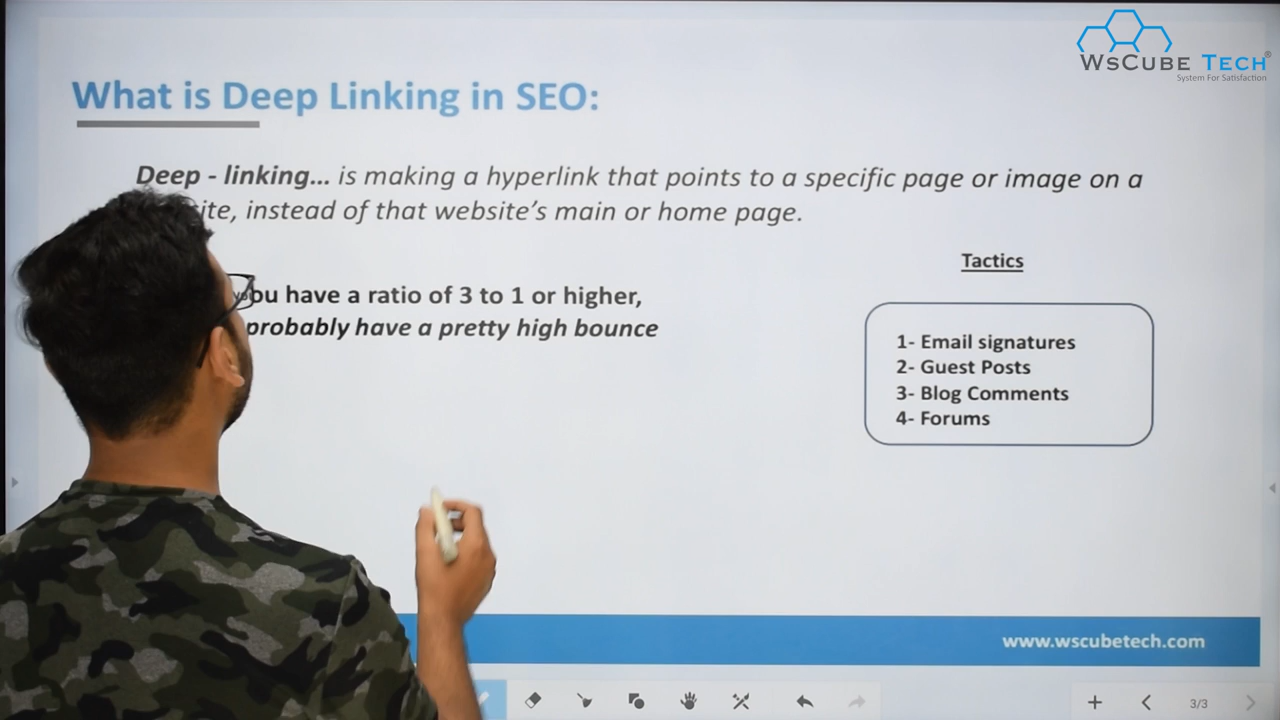 WSCUBE TECH®
System For Satisfaction
What is Deep Linking in SEO:
Deep - linking... is making a hyperlink that points to a specific page or image on a
instead of that website's main or home page.
have a ratio of 3 to 1 or higher,
probably have a pretty high bounce
Tactics
1- Email signatures
2- Guest Posts
3- Blog Comments
4- Forums
www.wscubetech.com
3/3